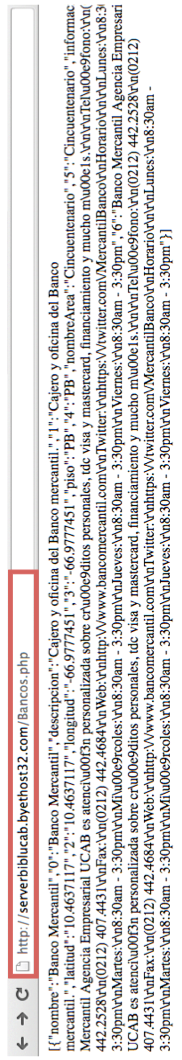 http://serverbiblucab.byethost32.com/Bancos.php
[{"nombre":"Banco Mercantil","0":"Banco Mercantil","descripcion":"Cajero y oficina del Banco mercantil.","1":"Cajero y oficina del Banco
mercantil.","latitud":"10.4637117","2":"10.4637117","longitud":"-66.9777451","3":"-66.9777451","piso":"PB","4":"PB","nombreArea":"Cincuentenario","5":"Cincuentenario","informac
Mercantil Agencia Empresarial UCAB es atenci\u00f3n personalizada sobre cr\u00e9ditos personales, tdc visa y mastercard, financiamiento y mucho m\u00e1s.\r\n\r\nTel\u00e9fono:\r\n(
442.2528\r\n(0212) 407.4431\r\nFax:\r\n(0212) 442.4684\r\nWeb:\r\nhttp://www.bancomercantil.com\r\nTwitter:\r\nhttps://twitter.com/MercantilBanco\r\nHorario\r\n\r\nLunes:\r\n8:3
3:30pm\r\nMartes:\r\n8:30am - 3:30pm\r\nMi\u00e9rcoles:\r\n8:30am - 3:30pm\r\nJueves:\r\n8:30am - 3:30pm\r\nViernes:\r\n8:30am - 3:30pm","6":"Banco Mercantil Agencia Empresari
UCAB es atenci\u00f3n personalizada sobre cr\u00e9ditos personales, tdc visa y mastercard, financiamiento y mucho m\u00e1s.\r\n\r\nTel\u00e9fono:\r\n(0212) 442.2528\r\n(0212)
407.4431\r\nFax:\r\n(0212) 442.4684\r\nWeb:\r\nhttp://www.bancomercantil.com\r\nTwitter:\r\nhttps://twitter.com/MercantilBanco\r\nHorario\r\n\r\nLunes:\r\n8:30am -
3:30pm\r\nMartes:\r\n8:30am - 3:30pm\r\nMi\u00e9rcoles:\r\n8:30am - 3:30pm\r\nJueves:\r\n8:30am - 3:30pm\r\nViernes:\r\n8:30am - 3:30pm"}]